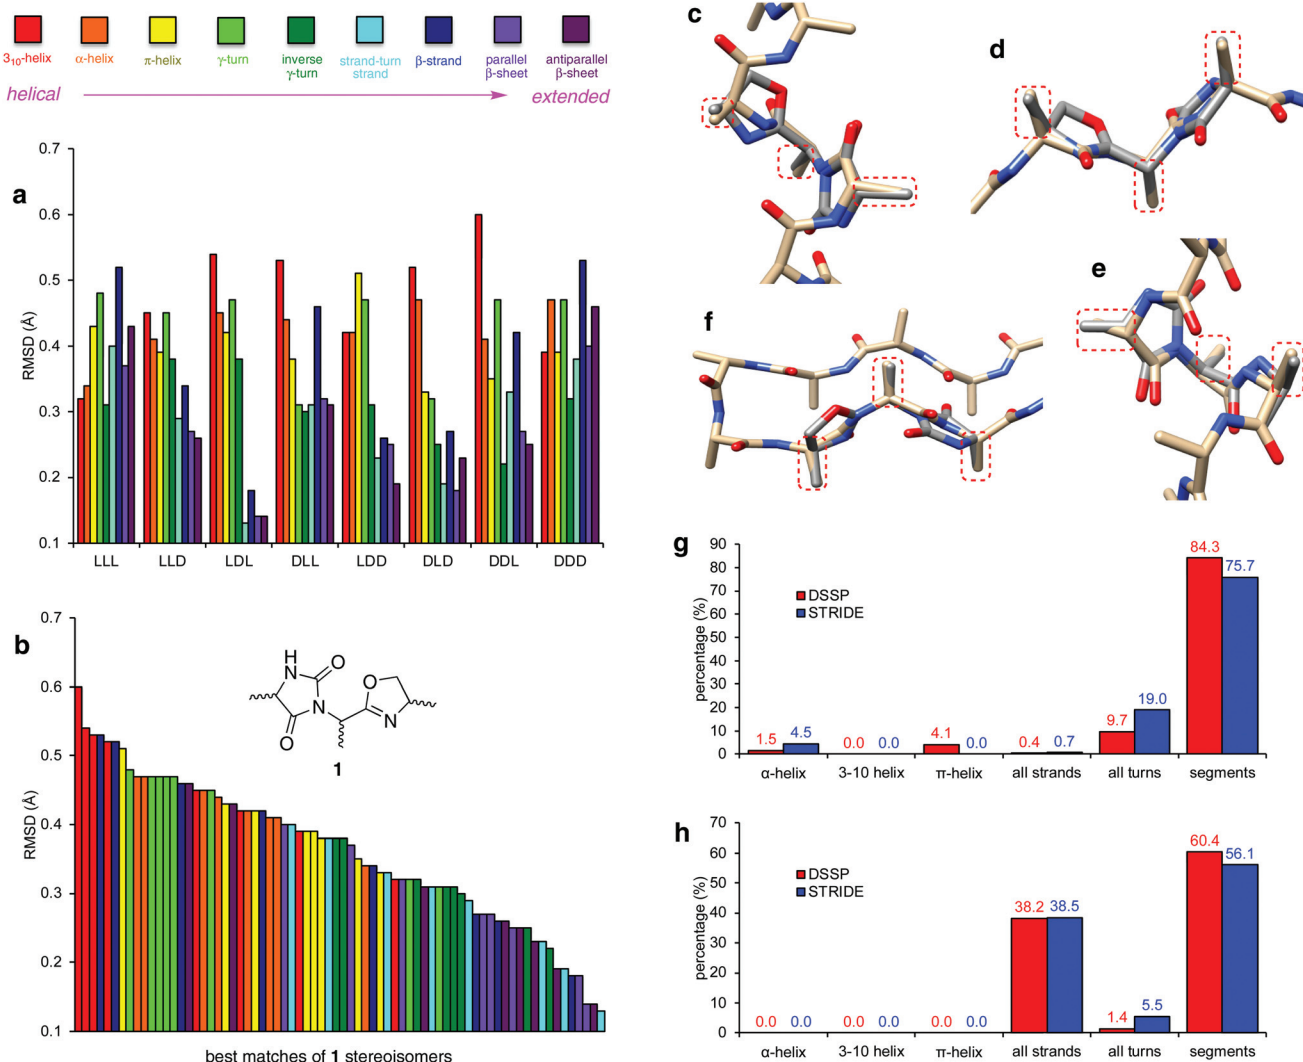 3₁₀-helix
α-helix
π-helix
γ-turn
inverse
γ-turn
strand-turn
strand
β-strand
parallel
β-sheet
antiparallel
β-sheet
helical
extended
a
0.7
0.6
0.5
0.4
0.3
0.2
0.1
RMSD (Å)
LLL LLD LDL DLL LDD DLD DDL DDD
b
0.7
0.6
0.5
0.4
0.3
0.2
0.1
RMSD (Å)
H
N
O
O
N
O
N
1
best matches of 1 stereoisomers
c
d
e
f
g
90
80
70
60
50
40
30
20
10
0
percentage (%)
DSSP
STRIDE
1.5 4.5 0.0 0.0 4.1 0.0 0.4 0.7 9.7 19.0 84.3 75.7
α-helix 3-10 helix π-helix all strands all turns segments
h
70
60
50
40
30
20
10
0
percentage (%)
DSSP
STRIDE
0.0 0.0 0.0 0.0 0.0 0.0 38.2 38.5 1.4 5.5 60.4 56.1
α-helix 3-10 helix π-helix all strands all turns segments